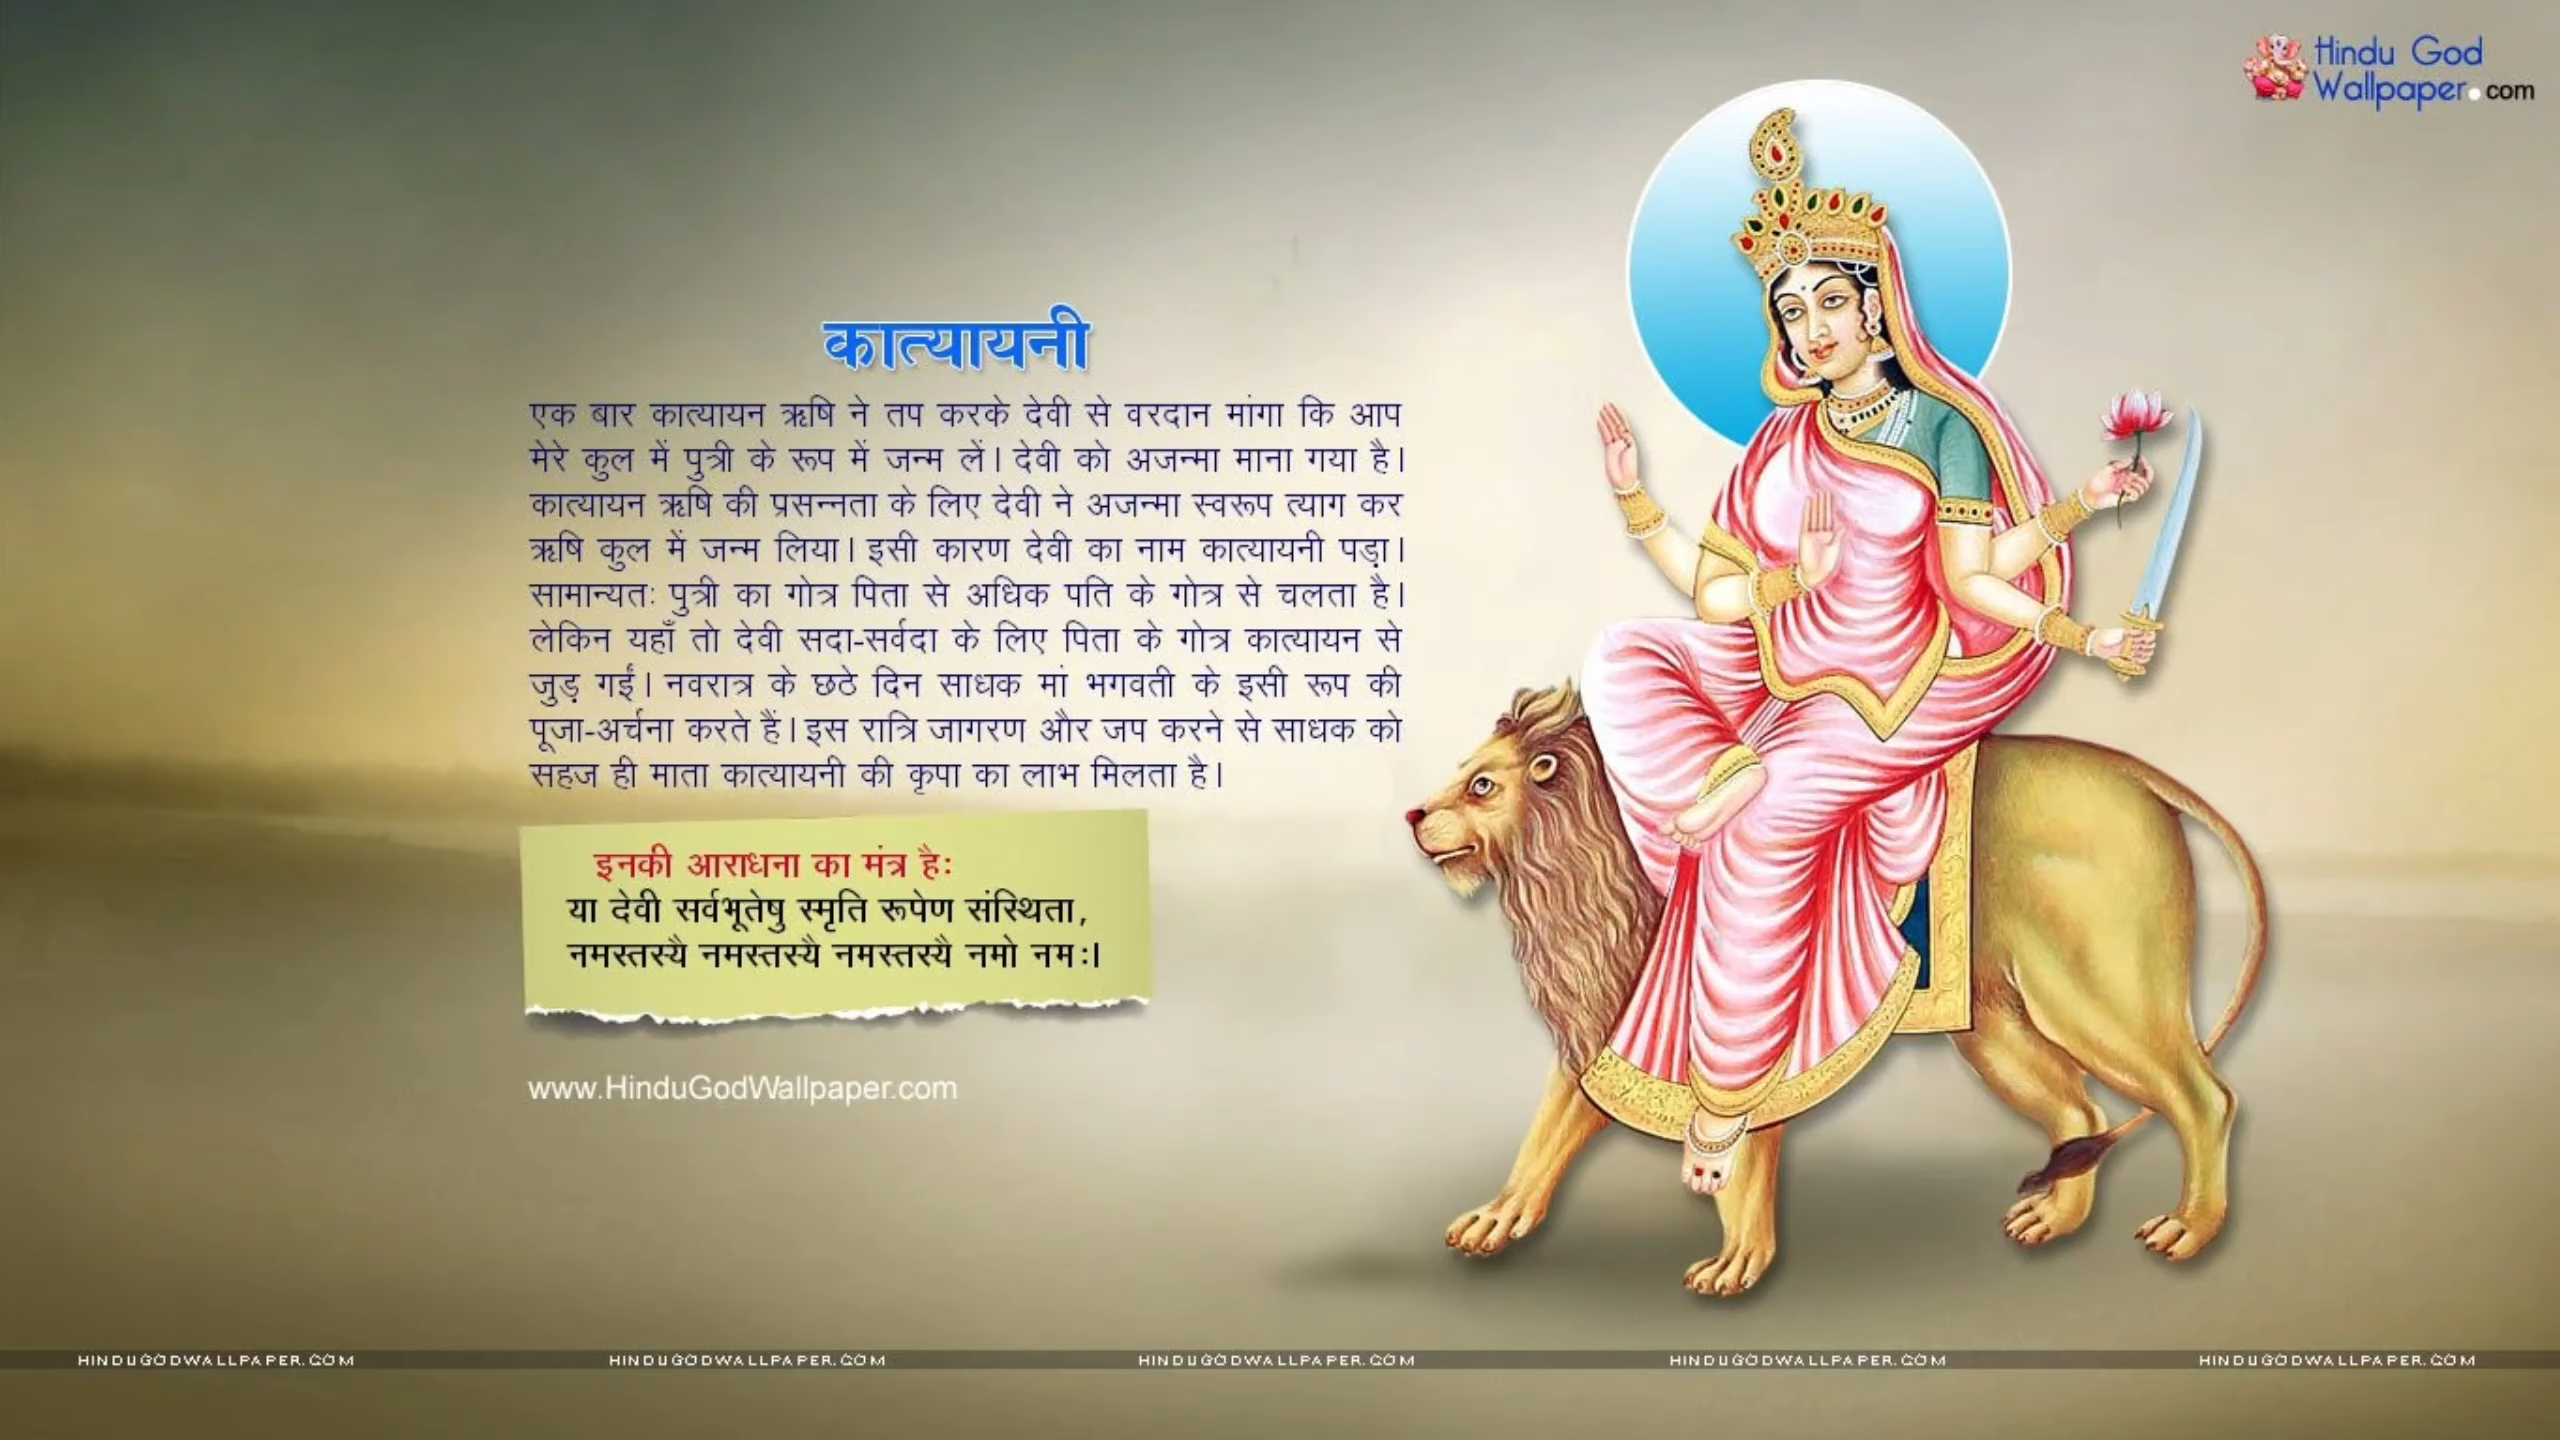 Hindu God
Wallpaper.com
कात्यायनी
एक बार कात्यायन ऋषि ने तप करके देवी से वरदान मांगा कि आप
मेरे कुल में पुत्री के रूप में जन्म लें। देवी को अजन्मा माना गया है।
कात्यायन ऋषि की प्रसन्नता के लिए देवी ने अजन्मा स्वरूप त्याग कर
ऋषि कुल में जन्म लिया। इसी कारण देवी का नाम कात्यायनी पड़ा।
सामान्यतः पुत्री का गोत्र पिता से अधिक पति के गोत्र से चलता है।
लेकिन यहाँ तो देवी सदा-सर्वदा के लिए पिता के गोत्र कात्यायन से
जुड़ गईं। नवरात्र के छठे दिन साधक मां भगवती के इसी रूप की
पूजा-अर्चना करते हैं। इस रात्रि जागरण और जप करने से साधक को
सहज ही माता कात्यायनी की कृपा का लाभ मिलता है।
इनकी आराधना का मंत्र है:
या देवी सर्वभूतेषु स्मृति रूपेण संस्थिता,
नमस्तस्यै नमस्तस्यै नमस्तस्यै नमो नमः।
www.HinduGodWallpaper.com
HINDUGODWALLPAPER.COM HINDUGODWALLPAPER.COM HINDUGODWALLPAPER.COM HINDUGODWALLPAPER.COM HINDUGODWALLPAPER.COM